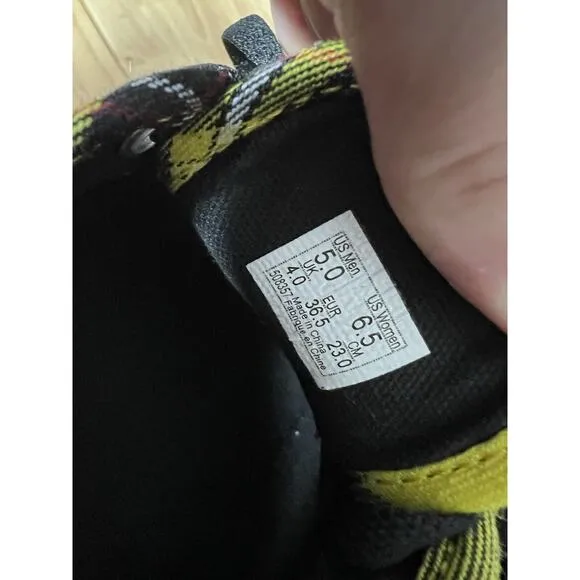 US Men US Women
5.0 6.5
UK EUR CM
4.0 36.5 23.0
508357 Made in China
Fabriqué en Chine